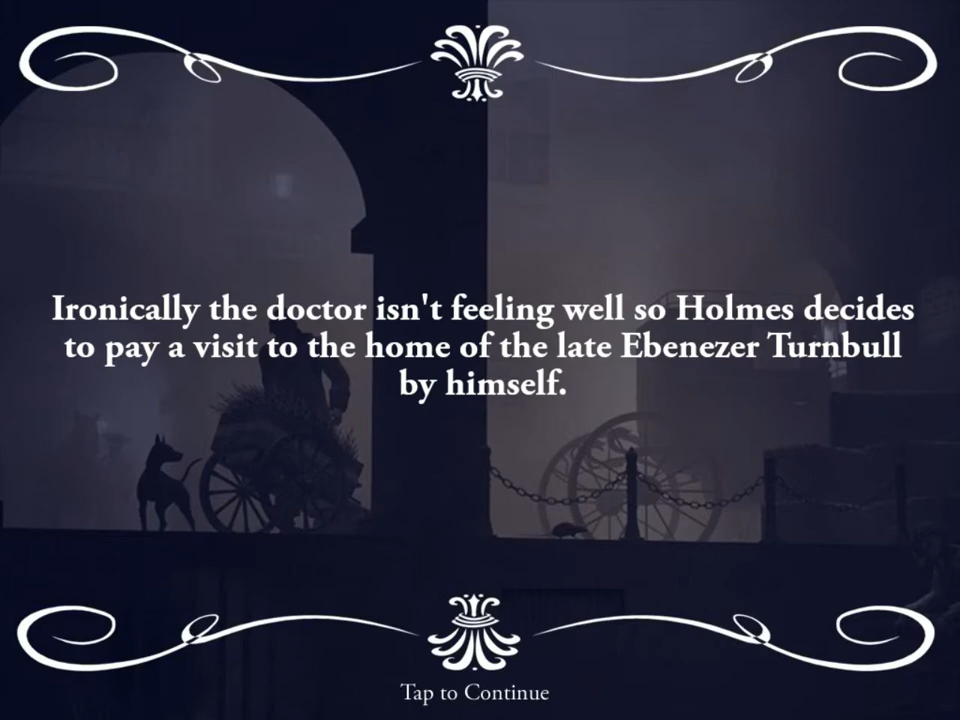 Ironically the doctor isn't feeling well so Holmes decides
to pay a visit to the home of the late Ebenezer Turnbull
by himself.
Tap to Continue